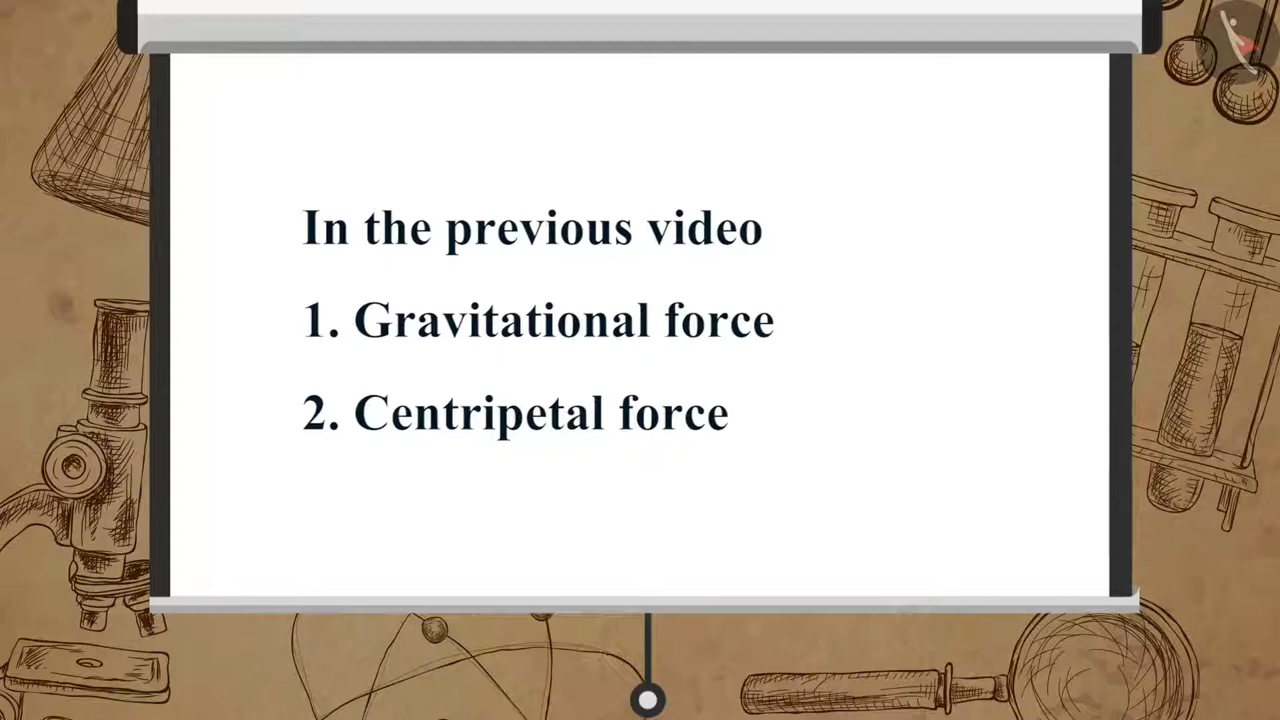 In the previous video
1. Gravitational force
2. Centripetal force